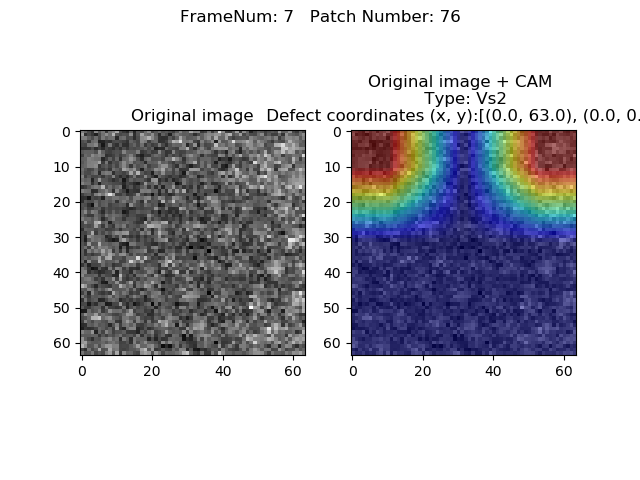 FrameNum: 7   Patch Number: 76
Original image + CAM
Type: Vs2
Original image
Defect coordinates (x, y):[(0.0, 63.0), (0.0, 0.
0
10
20
30
40
50
60
0 20 40 60
0
10
20
30
40
50
60
0 20 40 60